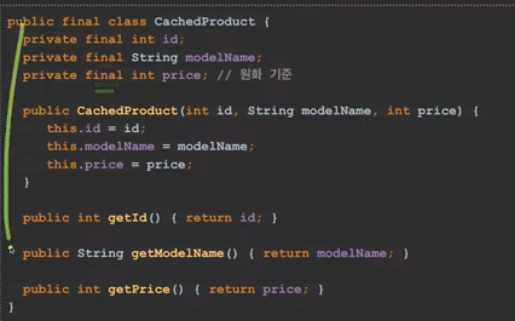 public final class CachedProduct {
private final int id;
private final String modelName;
private final int price; // 원화 기준
public CachedProduct(int id, String modelName, int price) {
this.id = id;
this.modelName = modelName;
this.price = price;
}
public int getId() { return id; }
public String getModelName() { return modelName; }
public int getPrice() { return price; }
}